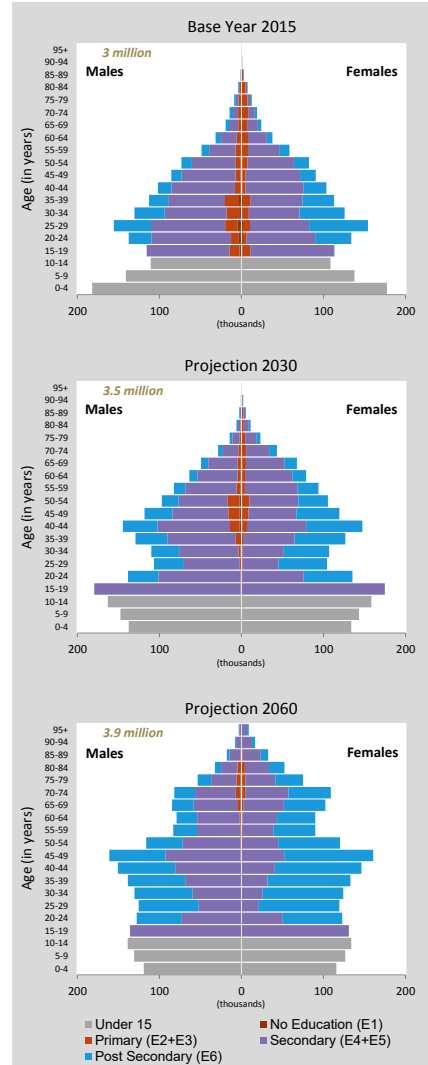 Base Year 2015
3 million
Males
Females
Age (in years)
95+
90-94
85-89
80-84
75-79
70-74
65-69
60-64
55-59
50-54
45-49
40-44
35-39
30-34
25-29
20-24
15-19
10-14
5-9
0-4
200 100 0 100 200
(thousands)
Projection 2030
3.5 million
Males
Females
Age (in years)
95+
90-94
85-89
80-84
75-79
70-74
65-69
60-64
55-59
50-54
45-49
40-44
35-39
30-34
25-29
20-24
15-19
10-14
5-9
0-4
200 100 0 100 200
(thousands)
Projection 2060
3.9 million
Males
Females
Age (in years)
95+
90-94
85-89
80-84
75-79
70-74
65-69
60-64
55-59
50-54
45-49
40-44
35-39
30-34
25-29
20-24
15-19
10-14
5-9
0-4
200 100 0 100 200
(thousands)
Under 15 No Education (E1)
Primary (E2+E3) Secondary (E4+E5)
Post Secondary (E6)